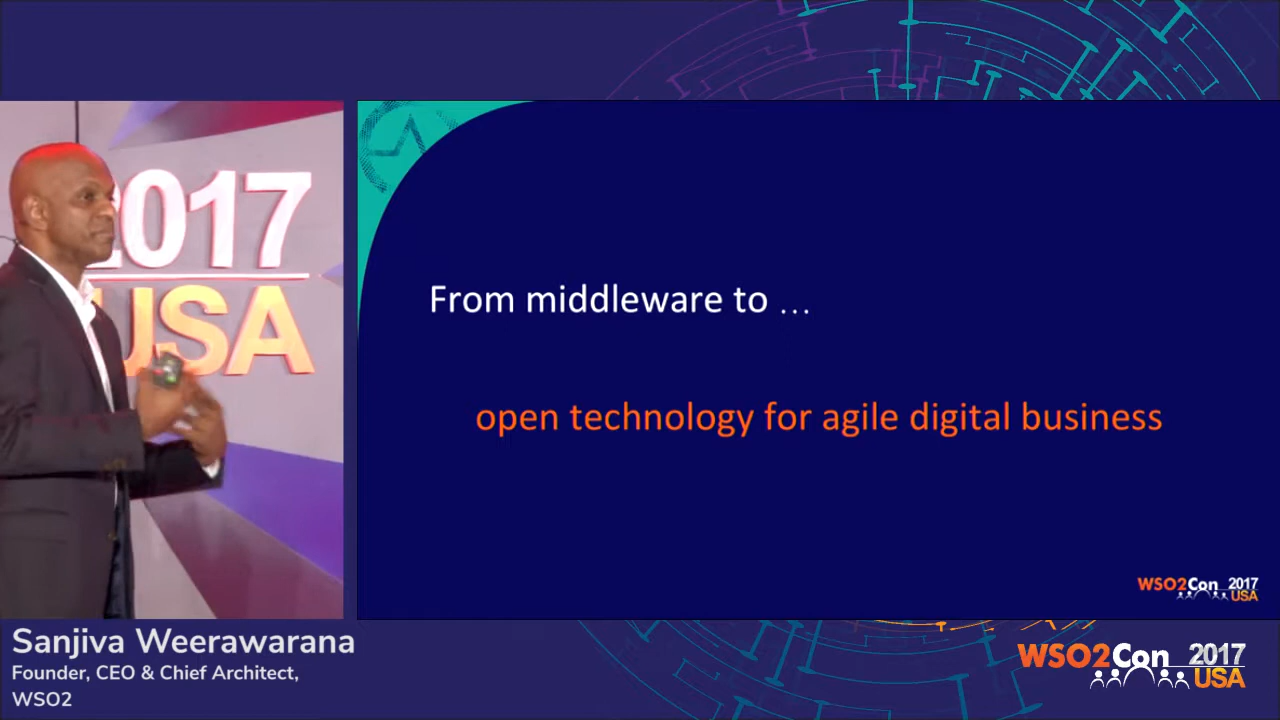 2017
USA
From middleware to ...
open technology for agile digital business
WSO2Con 2017
USA
Sanjiva Weerawarana
Founder, CEO & Chief Architect,
WSO2
WSO2Con 2017
USA